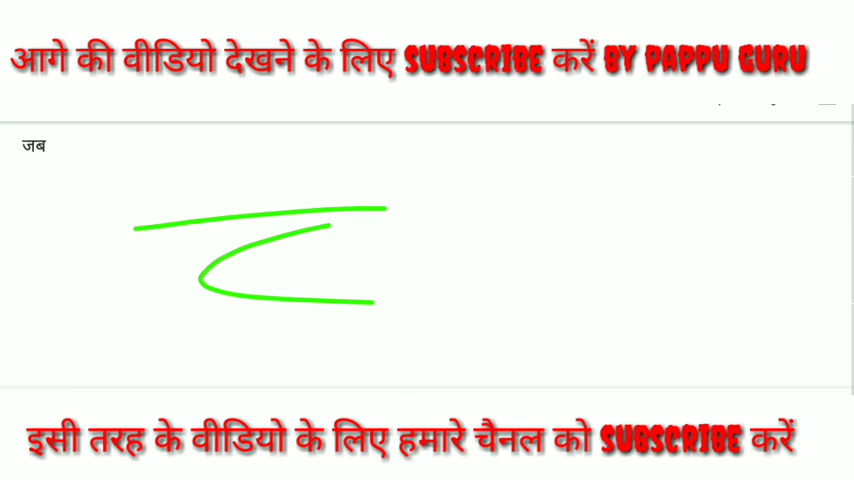 आगे की वीडियो देखने के लिए SUBSCRIBE करें BY PAPPU GURU
जब
इसी तरह के वीडियो के लिए हमारे चैनल को SUBSCRIBE करें